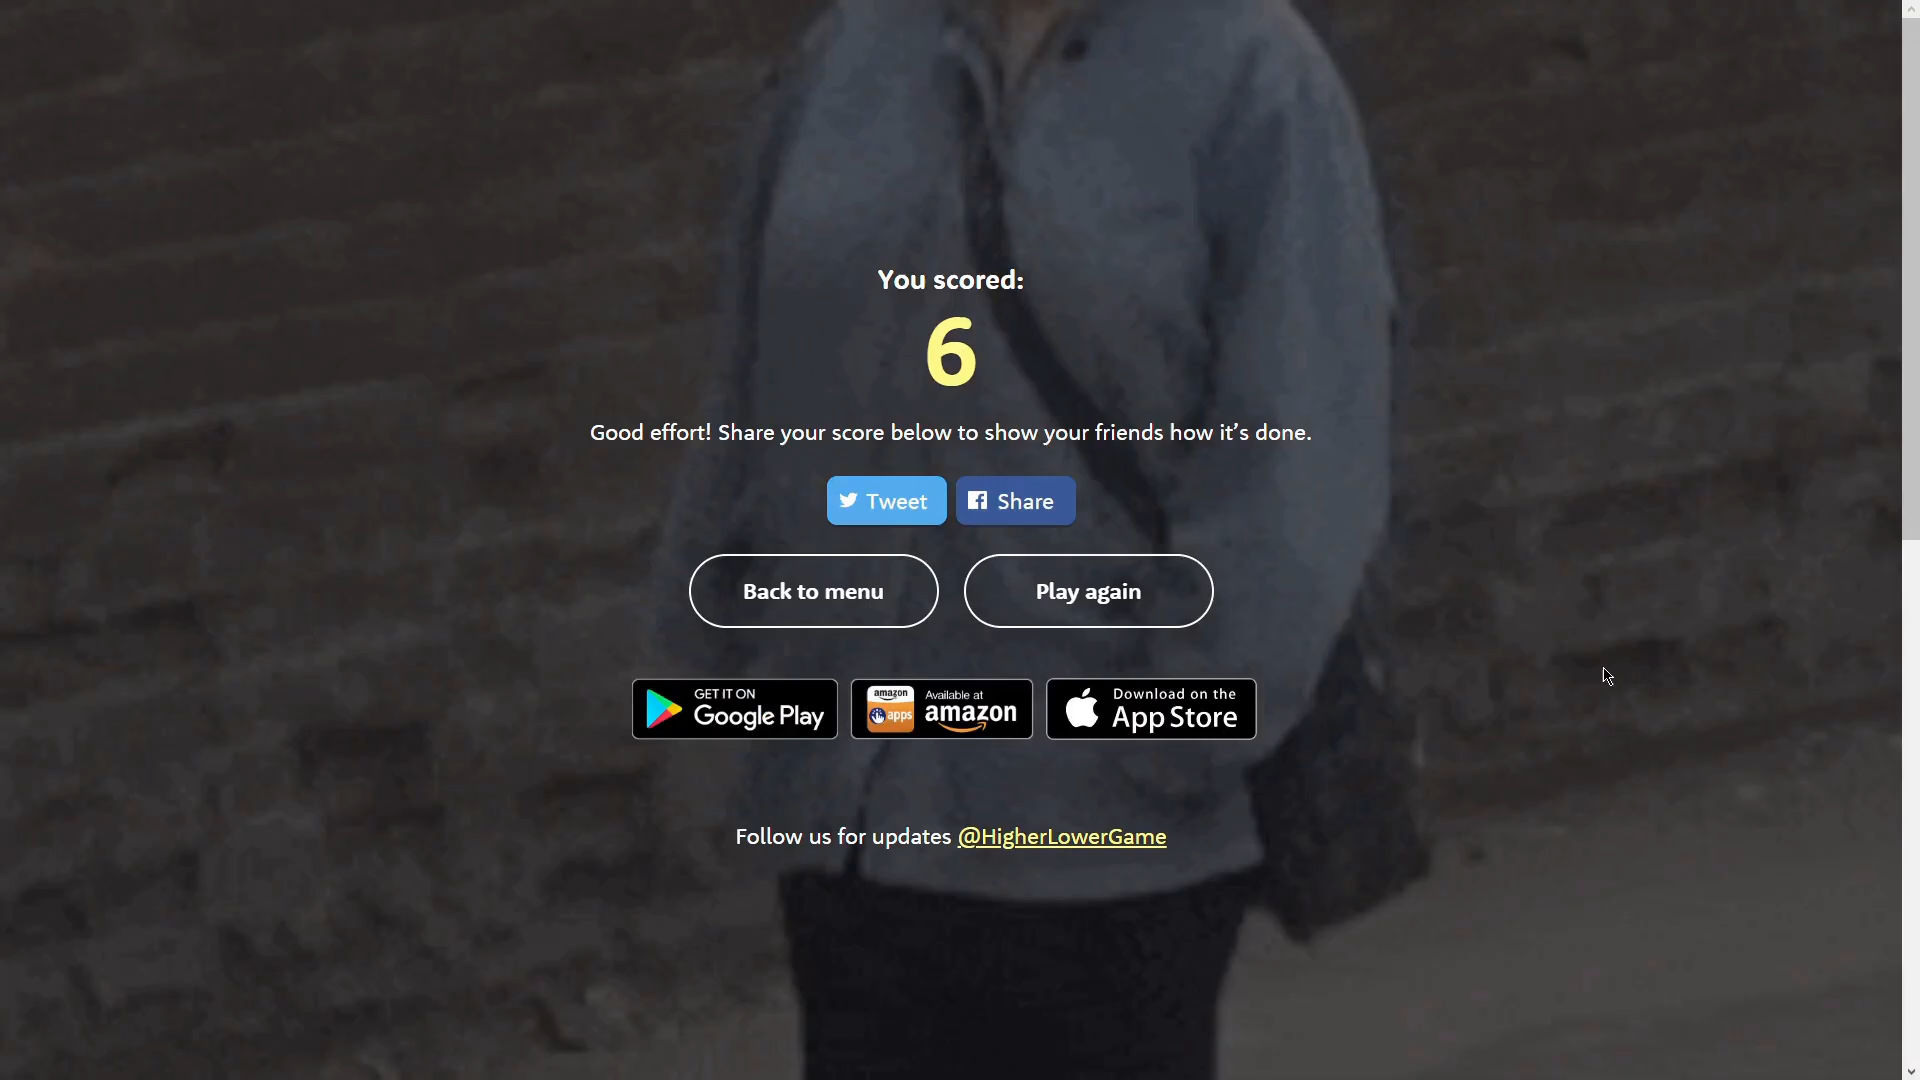 You scored:
6
Good effort! Share your score below to show your friends how it’s done.
Tweet
Share
Back to menu
Play again
GET IT ON
Google Play
amazon
apps
Available at
amazon
Download on the
App Store
Follow us for updates @HigherLowerGame